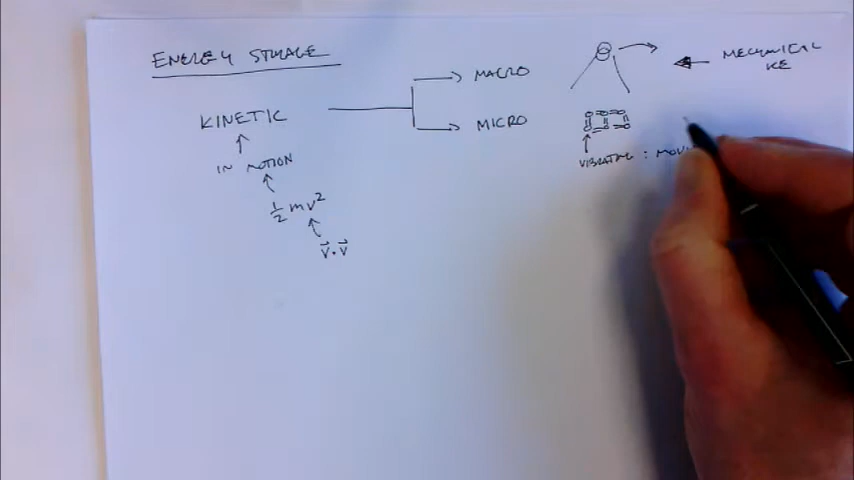 ENERGY STORAGE
KINETIC
IN MOTION
½ mv²
v⃗ · v⃗
MACRO
MICRO
MECHANICAL
KE
VIBRATING :